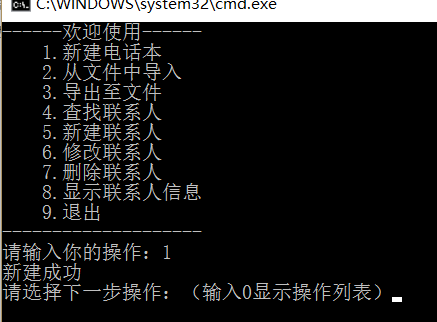 C:\WINDOWS\system32\cmd.exe
------欢迎使用------
1.新建电话本
2.从文件中导入
3.导出至文件
4.查找联系人
5.新建联系人
6.修改联系人
7.删除联系人
8.显示联系人信息
9.退出
--------------------
请输入你的操作：1
新建成功
请选择下一步操作：（输入0显示操作列表）